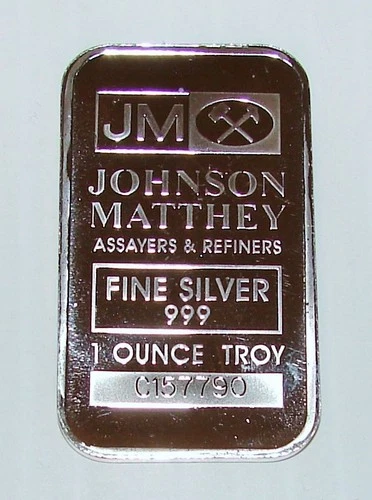 JM
JOHNSON
MATTHEY
ASSAYERS & REFINERS
FINE SILVER
999
1 OUNCE TROY
C157790